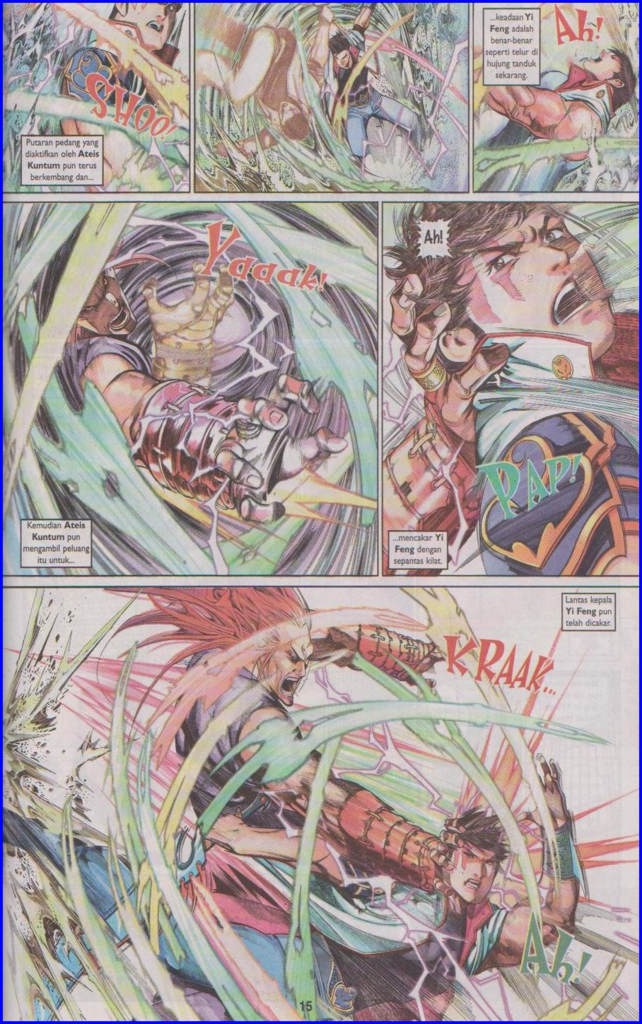 SHOO!
Putaran pedang yang
diaktifkan oleh Ateis
Kuntum pun terus
berkembang dan...
...keadaan Yi
Feng adalah
benar-benar
seperti telur di
hujung tanduk
sekarang.
Ah!
Yaaak!
Kemudian Ateis
Kuntum pun
mengambil peluang
itu untuk...
Ah!
PAP!
...mencakar Yi
Feng dengan
sepantas kilat.
Lantas kepala
Yi Feng pun
telah dicakar.
KRAAK...
Ah!
15